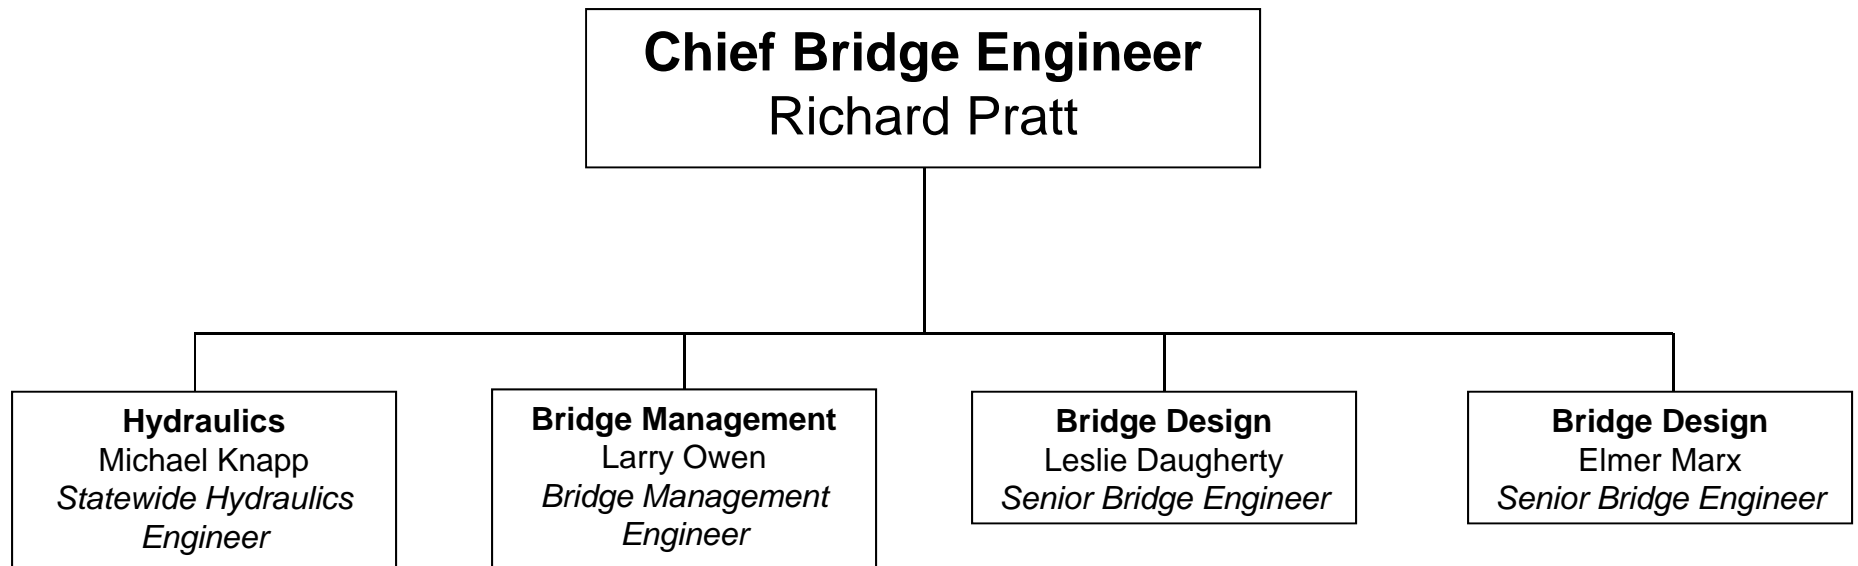 Chief Bridge Engineer
Richard Pratt
Hydraulics
Michael Knapp
Statewide Hydraulics
Engineer
Bridge Management
Larry Owen
Bridge Management
Engineer
Bridge Design
Leslie Daugherty
Senior Bridge Engineer
Bridge Design
Elmer Marx
Senior Bridge Engineer